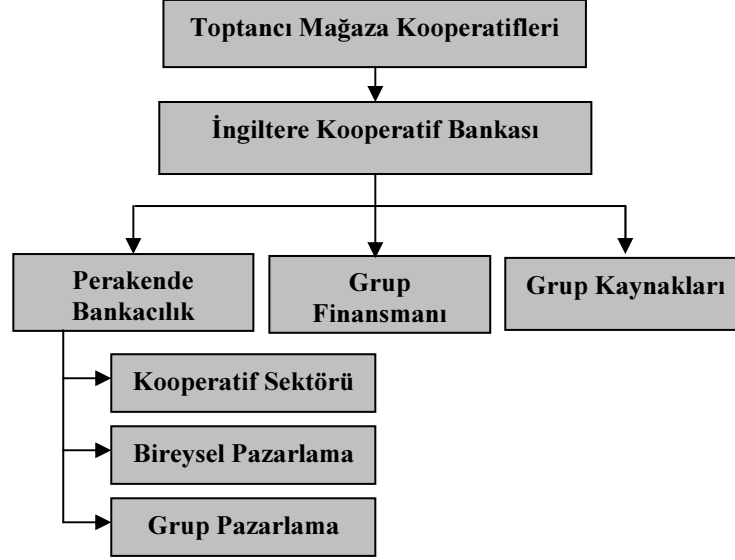 Toptancı Mağaza Kooperatifleri
İngiltere Kooperatif Bankası
Perakende
Bankacılık
Grup
Finansmanı
Grup Kaynakları
Kooperatif Sektörü
Bireysel Pazarlama
Grup Pazarlama